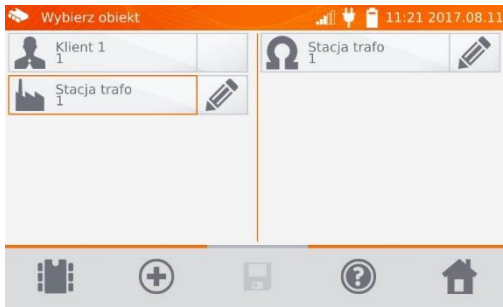 Wybierz obiekt
11:21 2017.08.11
Klient 1
1
Stacja trafo
1
Stacja trafo
1